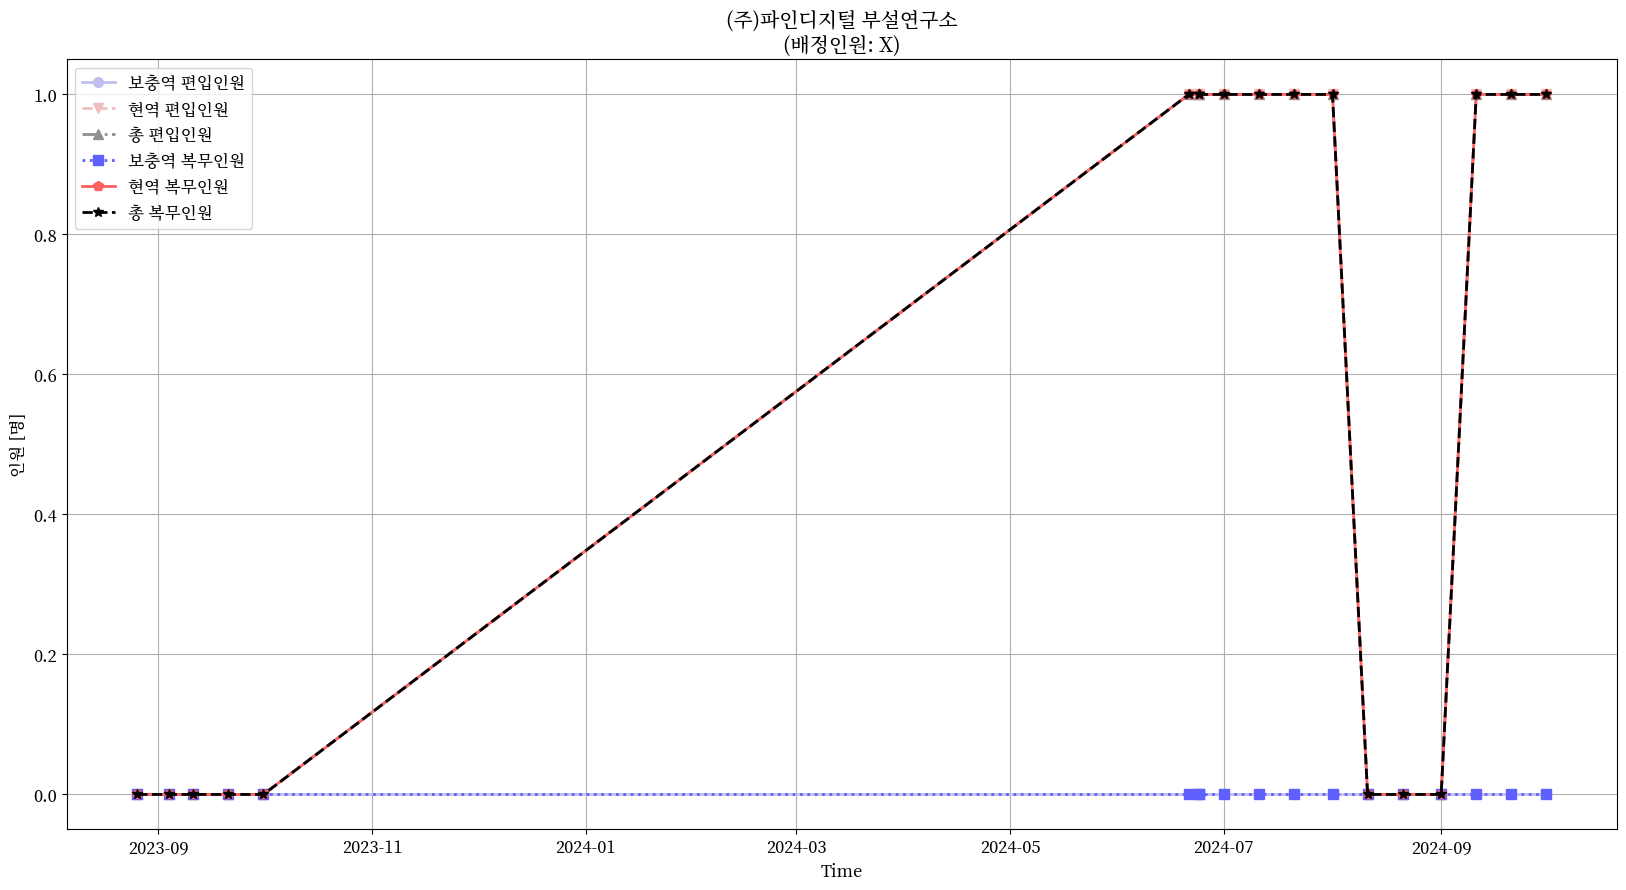 (주)파인디지털 부설연구소
(배정인원: X)
보충역 편입인원
현역 편입인원
총 편입인원
보충역 복무인원
현역 복무인원
총 복무인원
1.0
0.8
0.6
0.4
0.2
0.0
인원 [명]
2023-09
2023-11
2024-01
2024-03
2024-05
2024-07
2024-09
Time